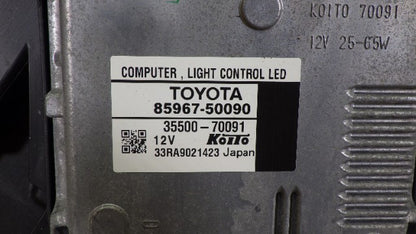 KOITO 70091
12V 25-65W
COMPUTER , LIGHT CONTROL LED
TOYOTA
85967-50090
35500-70091
12V KOITO
33RA9021423 Japan